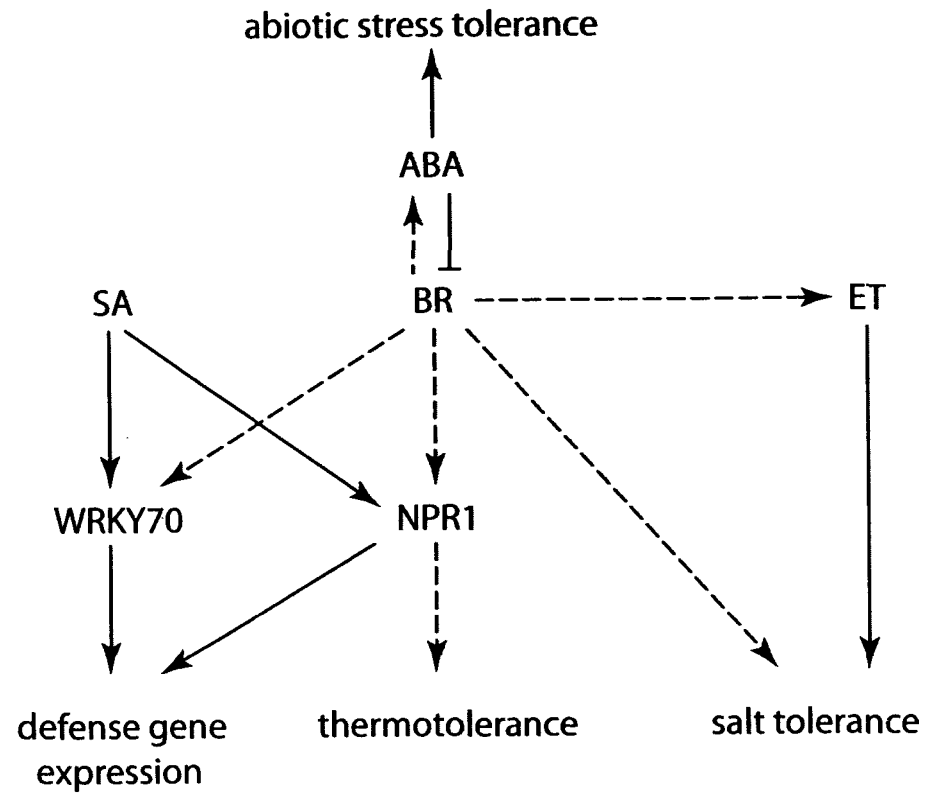 abiotic stress tolerance
ABA
SA
BR
ET
WRKY70
NPR1
defense gene
expression
thermotolerance
salt tolerance